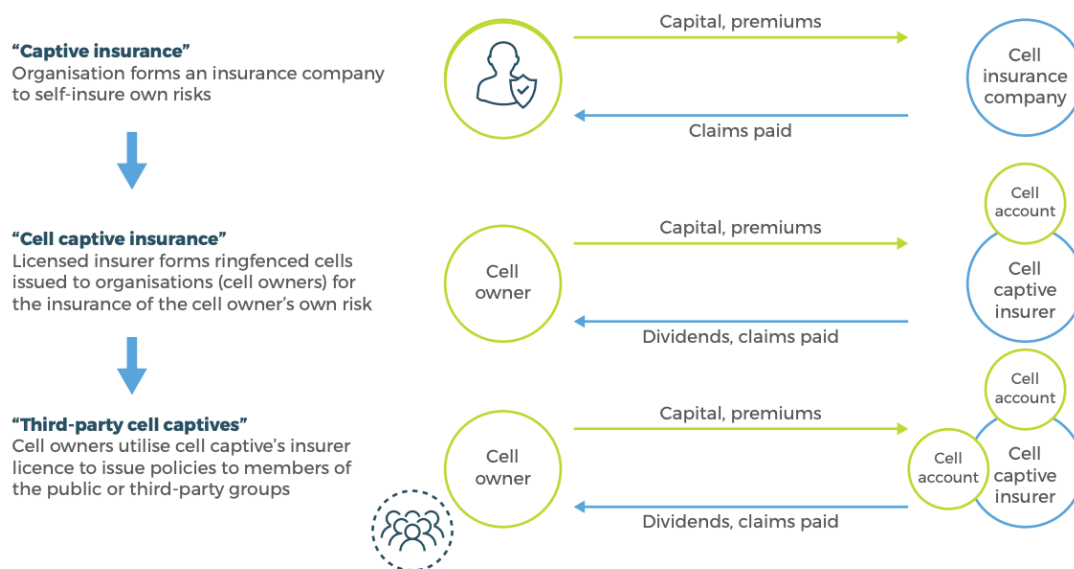 “Captive insurance”
Organisation forms an insurance company
to self-insure own risks
Capital, premiums
Claims paid
Cell
insurance
company
“Cell captive insurance”
Licensed insurer forms ringfenced cells
issued to organisations (cell owners) for
the insurance of the cell owner’s own risk
Cell
owner
Capital, premiums
Dividends, claims paid
Cell
account
Cell
captive
insurer
“Third-party cell captives”
Cell owners utilise cell captive’s insurer
licence to issue policies to members of
the public or third-party groups
Cell
owner
Capital, premiums
Dividends, claims paid
Cell
account
Cell
account
Cell
captive
insurer